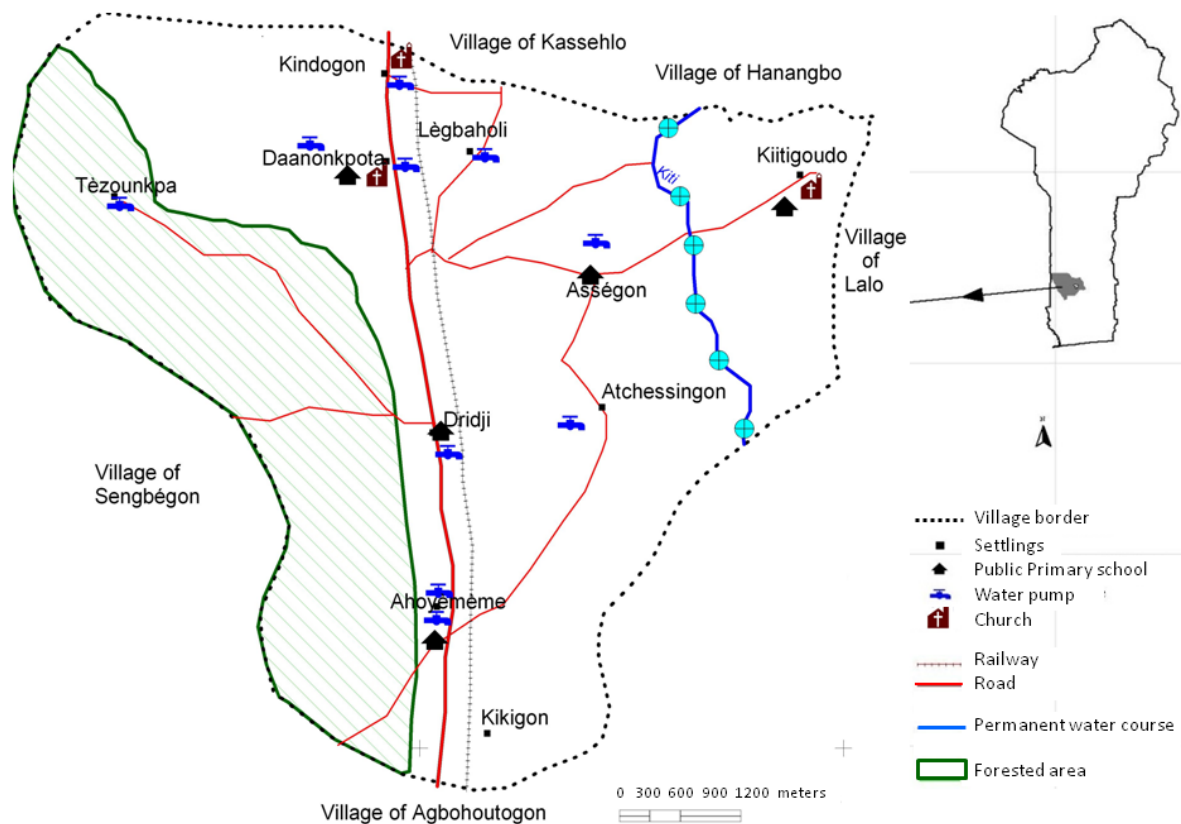 Village of Kassehlo
Kindogon
Village of Hanangbo
Lègbaholi
Daanonkpota
Kiitigoudo
Tèzounkpa
Kiti
Village
of
Lalo
Asségon
Atchessingon
Dridji
Village of
Sengbégon
Ahoyémème
Kikigon
Village of Agbohoutogon
0 300 600 900 1200 meters
Village border
Settlings
Public Primary school
Water pump
Church
Railway
Road
Permanent water course
Forested area